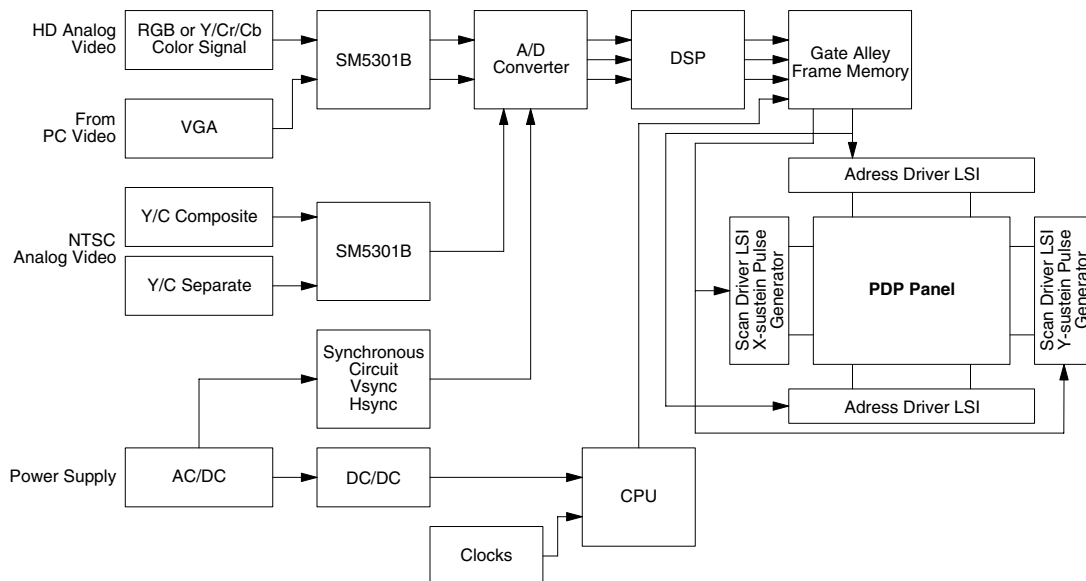 HD Analog
Video
RGB or Y/Cr/Cb
Color Signal
SM5301B
A/D
Converter
DSP
Gate Alley
Frame Memory
From
PC Video
VGA
Adress Driver LSI
NTSC
Analog Video
Y/C Composite
Y/C Separate
SM5301B
Scan Driver LSI
X-sustein Pulse
Generator
PDP Panel
Scan Driver LSI
Y-sustein Pulse
Generator
Adress Driver LSI
Synchronous
Circuit
Vsync
Hsync
Power Supply
AC/DC
DC/DC
CPU
Clocks